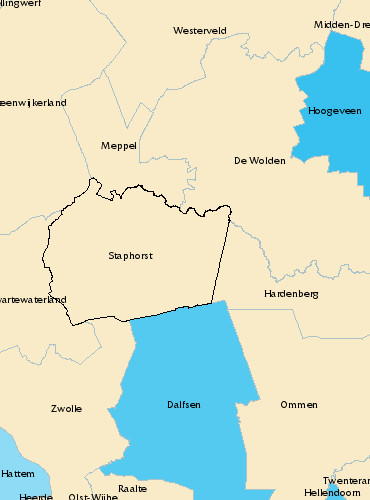 llingwerf
Midden-Dre
Westerveld
eenwijkerland
Hoogeveen
Meppel
De Wolden
Staphorst
Hardenberg
wartewaterland
Zwolle
Dalfsen
Ommen
Hattem
Heerde
Olst-Wijhe
Raalte
Twenteran
Hellendoorn